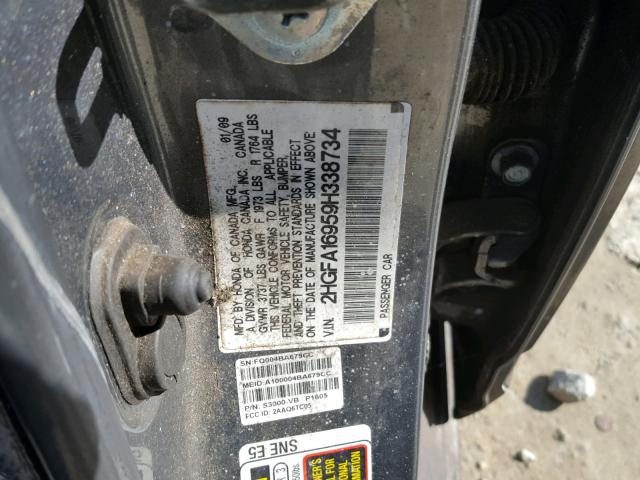 MFD. BY HONDA OF CANADA MFG. 01/09
A DIVISION OF HONDA CANADA INC. CANADA
GVWR 3737 LBS GAWR F 1973 LBS R 1764 LBS
THIS VEHICLE CONFORMS TO ALL APPLICABLE
FEDERAL MOTOR VEHICLE SAFETY, BUMPER,
AND THEFT PREVENTION STANDARDS IN EFFECT
ON THE DATE OF MANUFACTURE SHOWN ABOVE.
V.I.N. 2HGFA16959H338734
PASSENGER CAR
SN:FQ004BA679CC
MEID:A100004BA679CC
P/N: S3000-VB P1605
FCC ID: 2AAQ6TC05
SNE E5